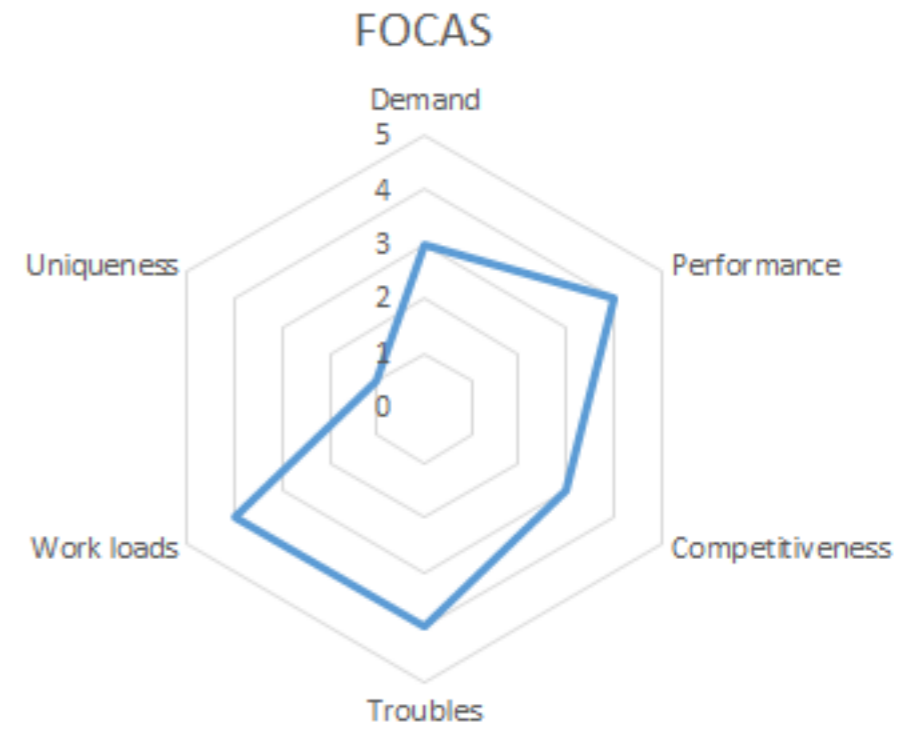 FOCAS
Demand
5
4
3
2
1
0
Uniqueness
Performance
Work loads
Competitiveness
Troubles